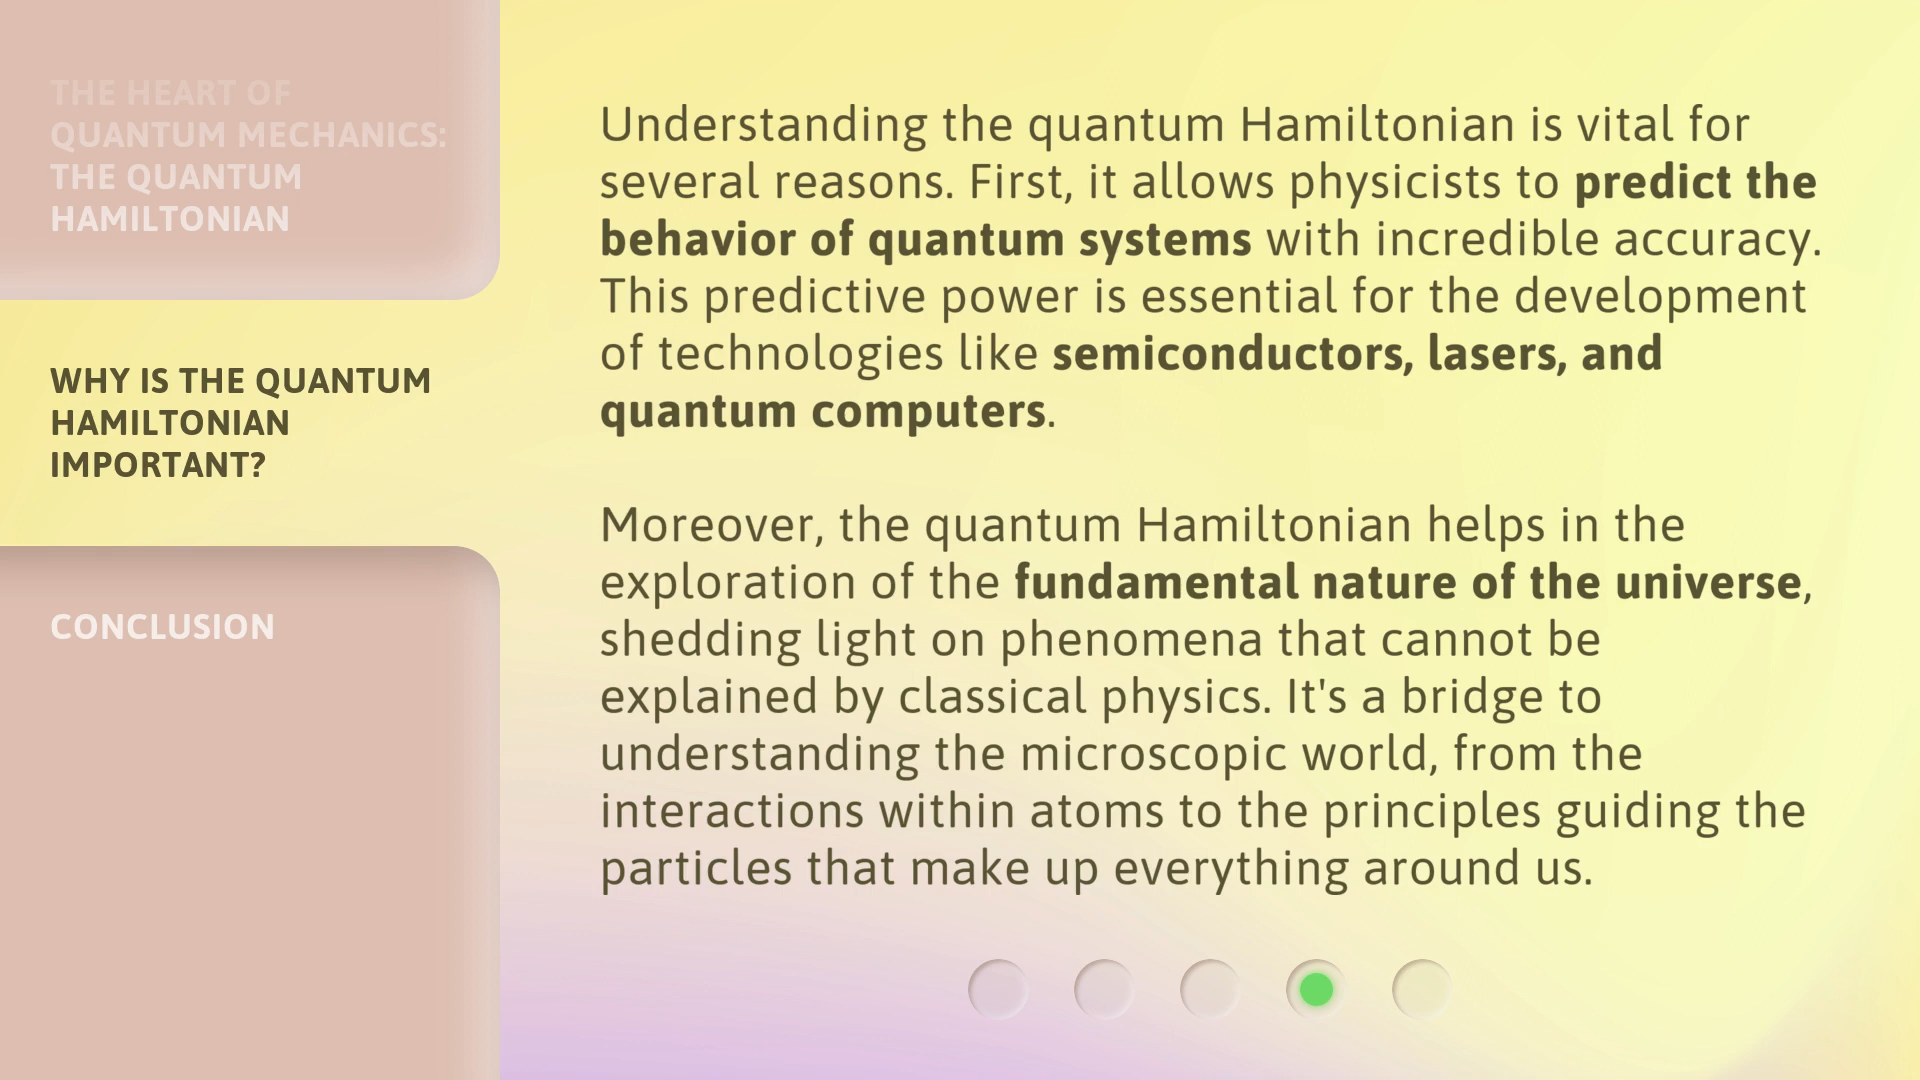 THE HEART OF
QUANTUM MECHANICS:
THE QUANTUM
HAMILTONIAN
WHY IS THE QUANTUM
HAMILTONIAN
IMPORTANT?
CONCLUSION
Understanding the quantum Hamiltonian is vital for
several reasons. First, it allows physicists to predict the
behavior of quantum systems with incredible accuracy.
This predictive power is essential for the development
of technologies like semiconductors, lasers, and
quantum computers.
Moreover, the quantum Hamiltonian helps in the
exploration of the fundamental nature of the universe,
shedding light on phenomena that cannot be
explained by classical physics. It's a bridge to
understanding the microscopic world, from the
interactions within atoms to the principles guiding the
particles that make up everything around us.